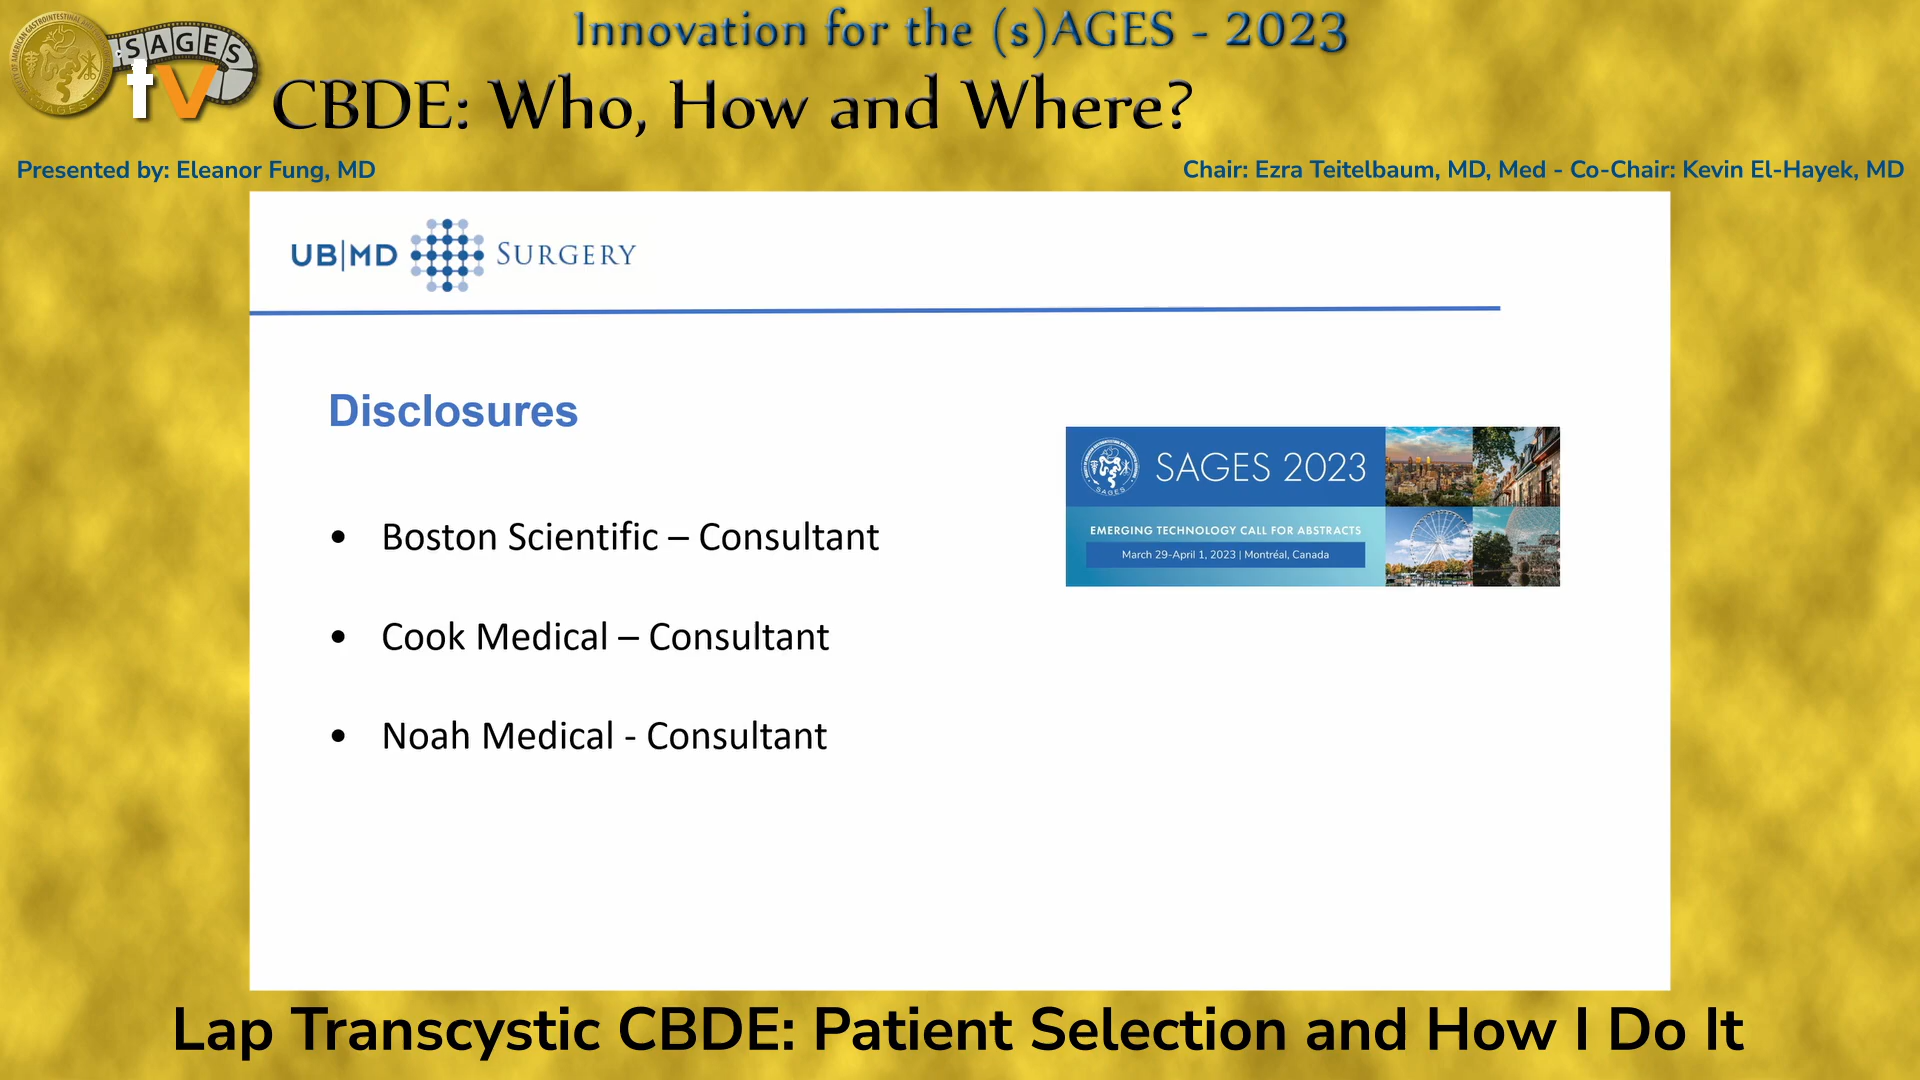 Innovation for the (s)AGES - 2023
SAGES
tv
CBDE: Who, How and Where?
Presented by: Eleanor Fung, MD
Chair: Ezra Teitelbaum, MD, Med - Co-Chair: Kevin El-Hayek, MD
UB|MD SURGERY
Disclosures
SAGES 2023
SAGES
EMERGING TECHNOLOGY CALL FOR ABSTRACTS
March 29-April 1, 2023 | Montréal, Canada
• Boston Scientific – Consultant
• Cook Medical – Consultant
• Noah Medical - Consultant
Lap Transcystic CBDE: Patient Selection and How I Do It